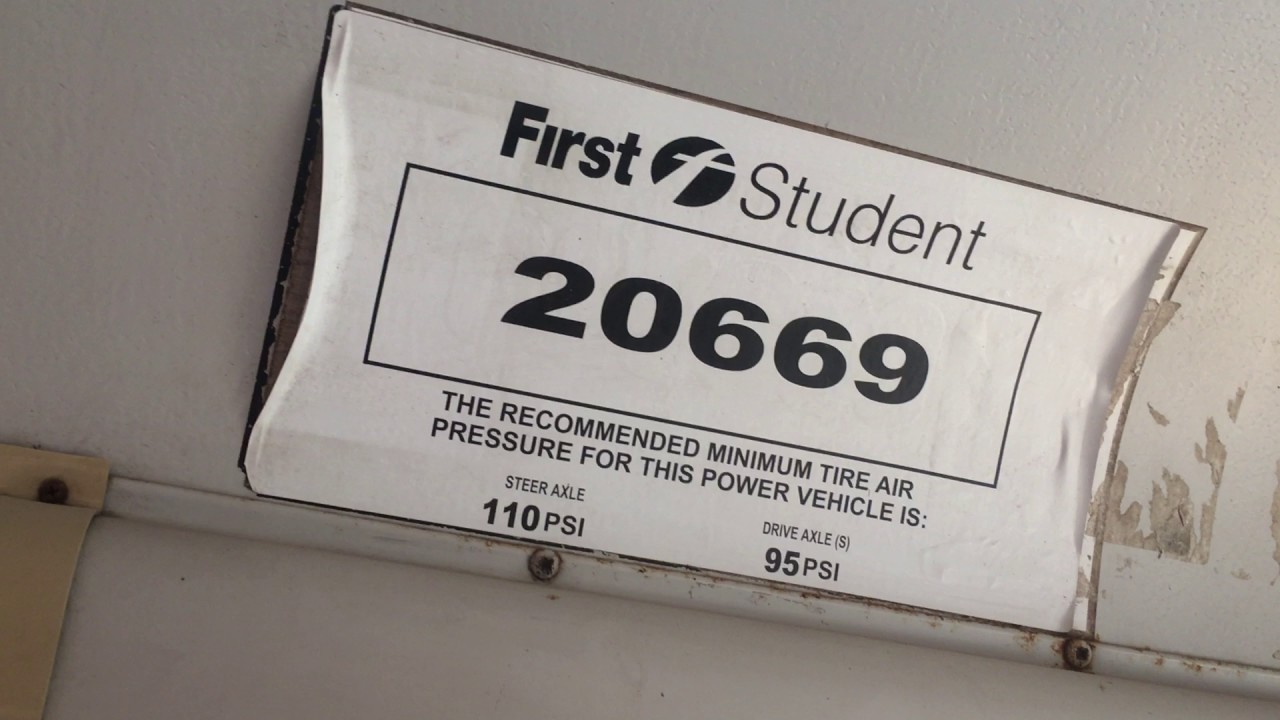 First Student
20669
THE RECOMMENDED MINIMUM TIRE AIR
PRESSURE FOR THIS POWER VEHICLE IS:
STEER AXLE
110 PSI
DRIVE AXLE (S)
95 PSI